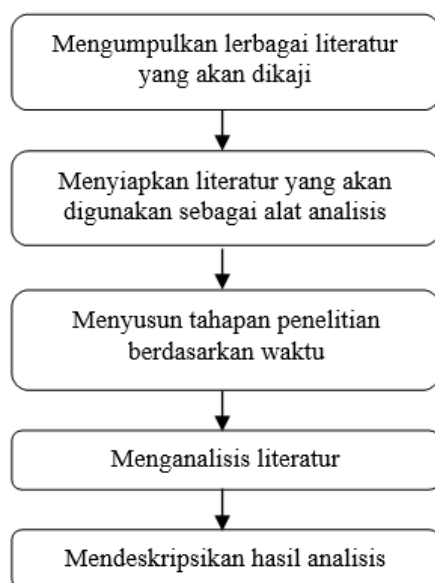 Mengumpulkan lerbagai literatur
yang akan dikaji
Menyiapkan literatur yang akan
digunakan sebagai alat analisis
Menyusun tahapan penelitian
berdasarkan waktu
Menganalisis literatur
Mendeskripsikan hasil analisis